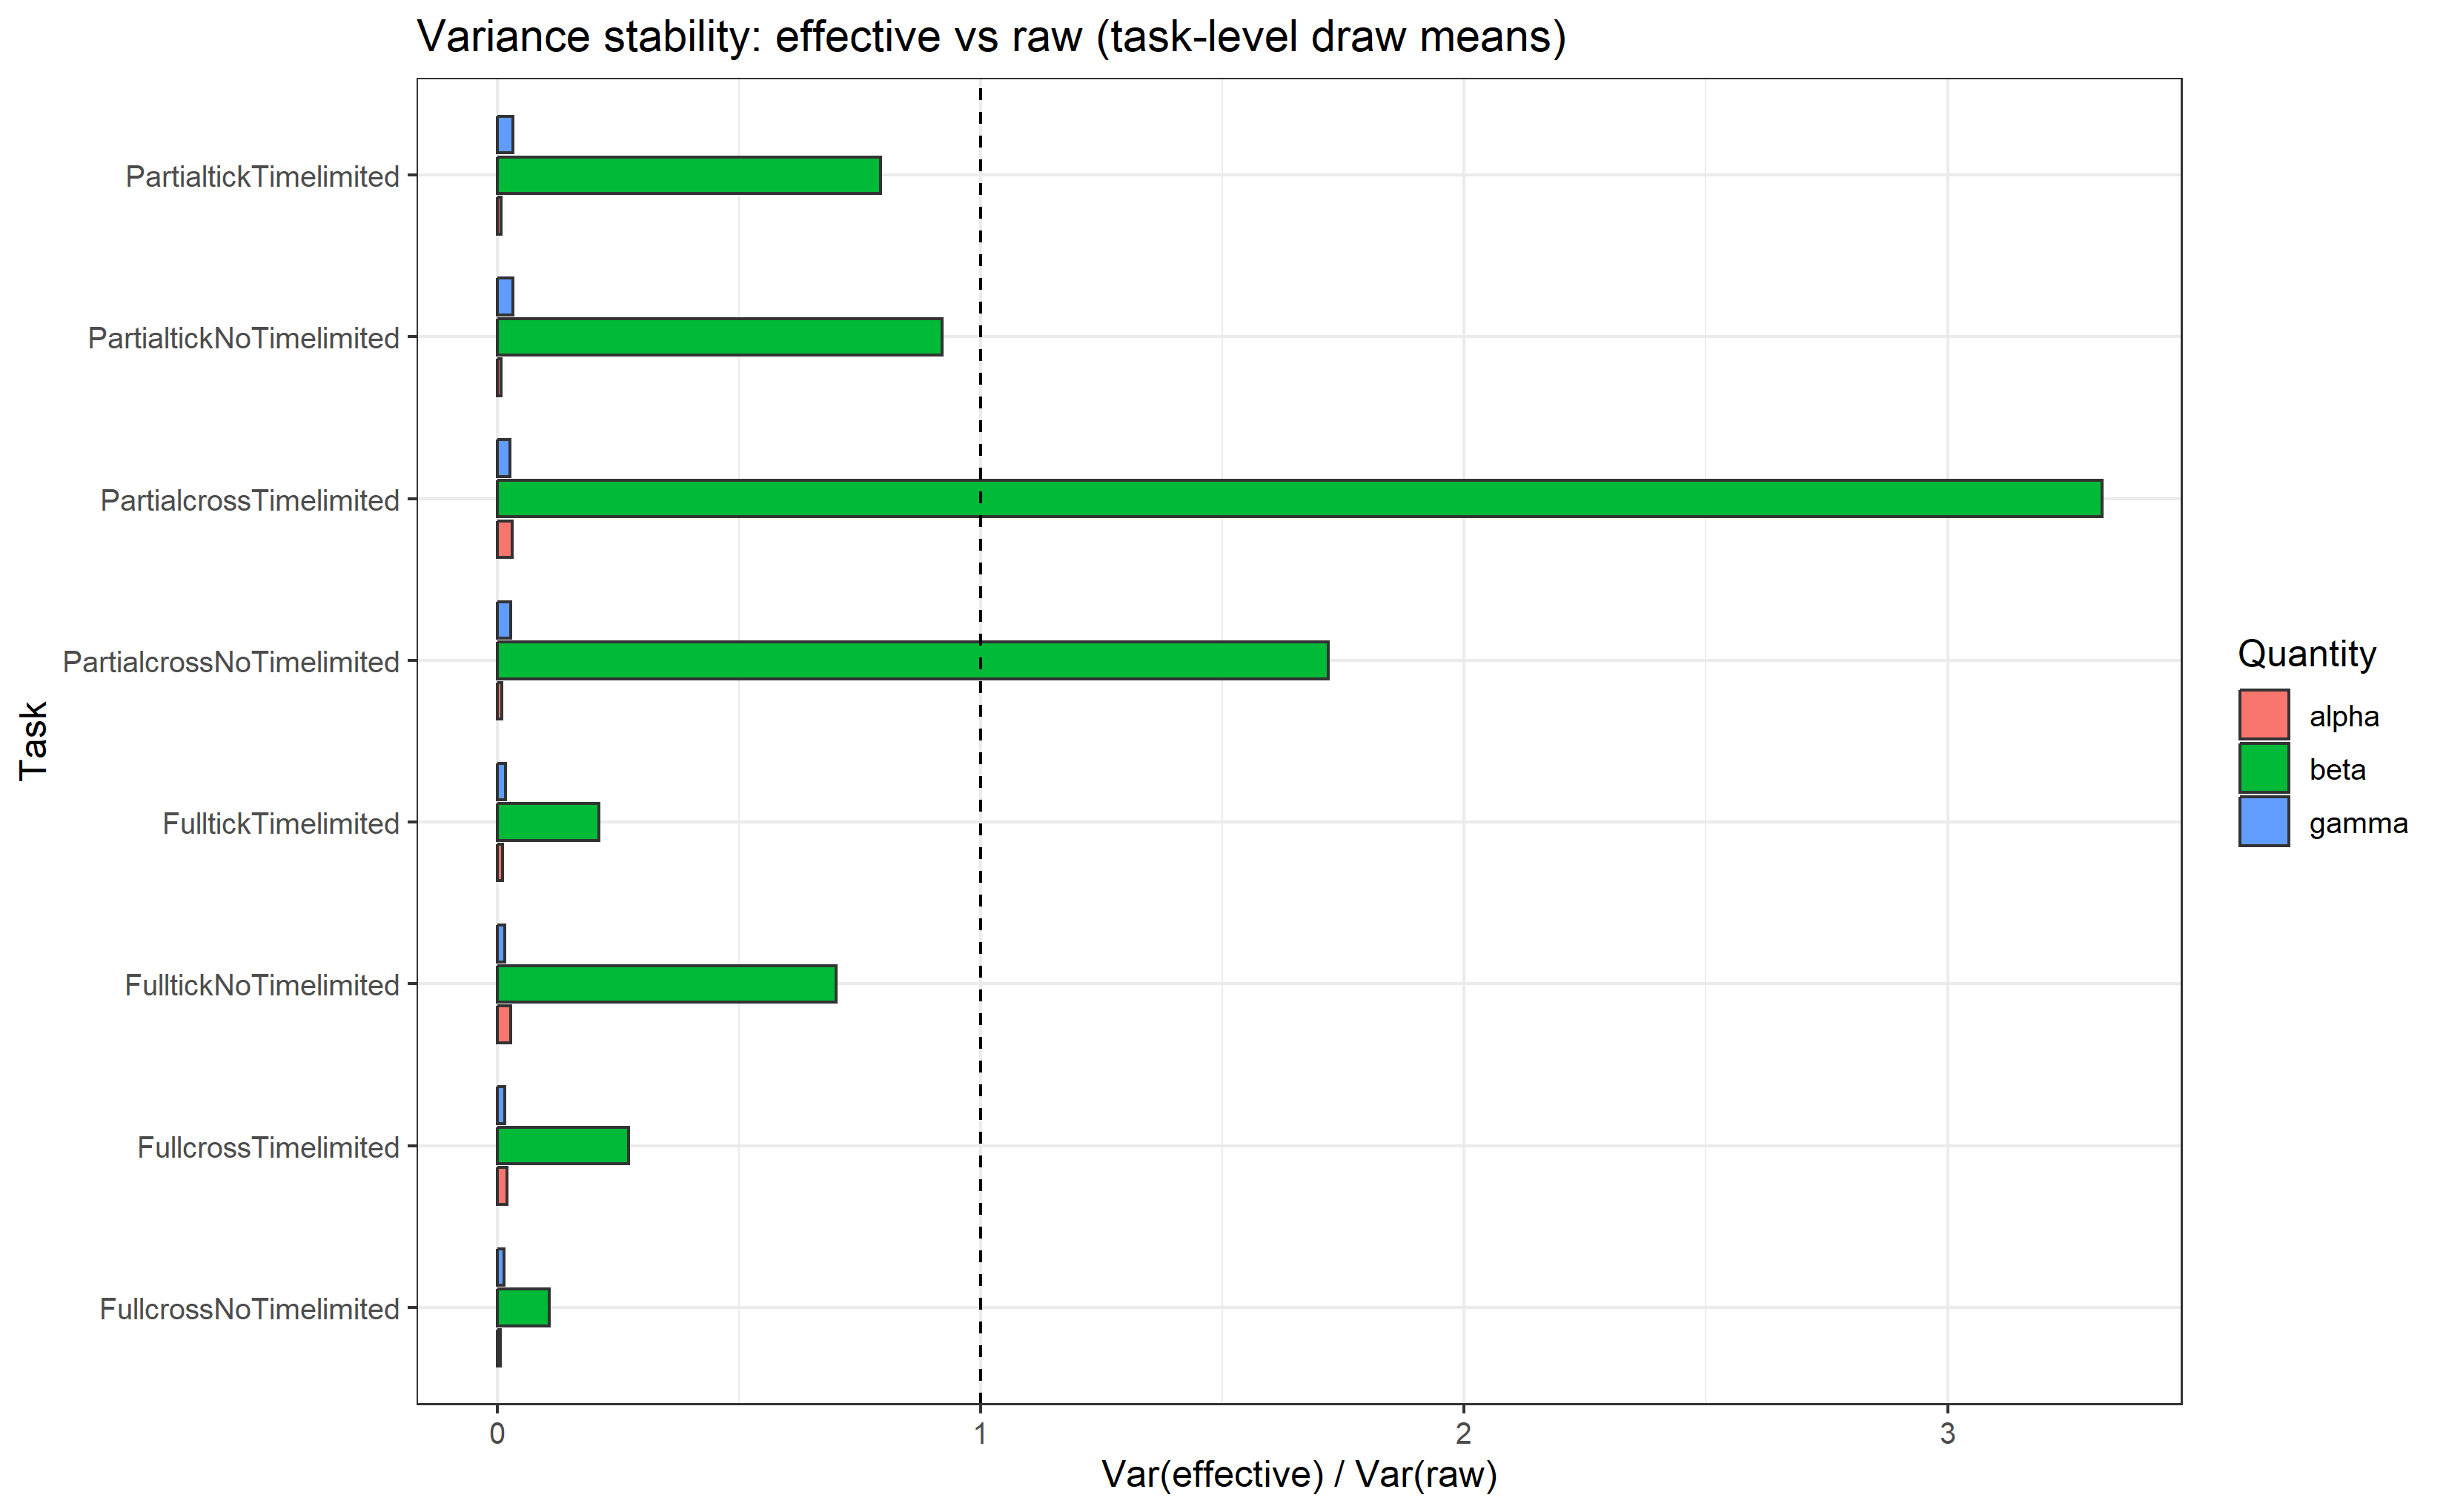 Variance stability: effective vs raw (task-level draw means)
Task
PartialtickTimelimited
PartialtickNoTimelimited
PartialcrossTimelimited
PartialcrossNoTimelimited
FulltickTimelimited
FulltickNoTimelimited
FullcrossTimelimited
FullcrossNoTimelimited
0 1 2 3
Var(effective) / Var(raw)
Quantity
alpha
beta
gamma